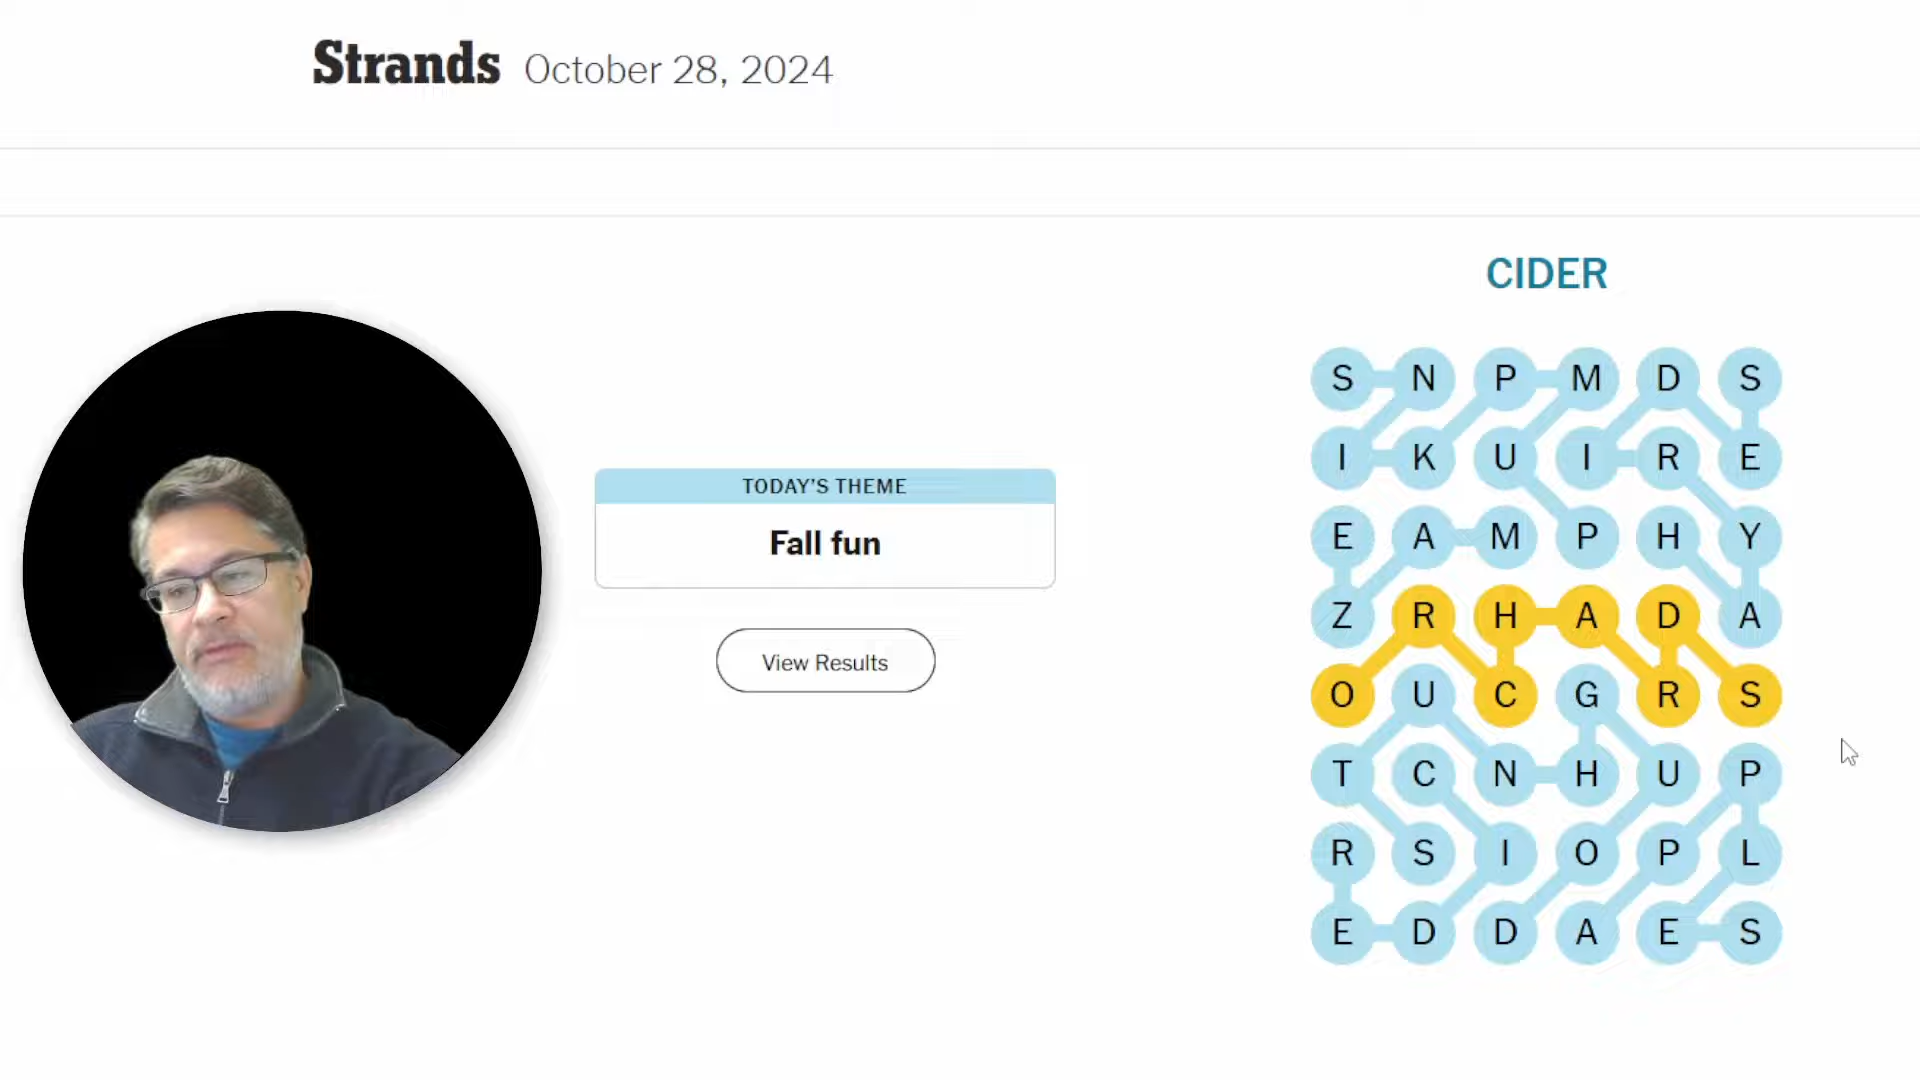 Strands October 28, 2024
CIDER
TODAY'S THEME
Fall fun
View Results
S N P M D S
I K U I R E
E A M P H Y
Z R H A D A
O U C G R S
T C N H U P
R S I O P L
E D D A E S